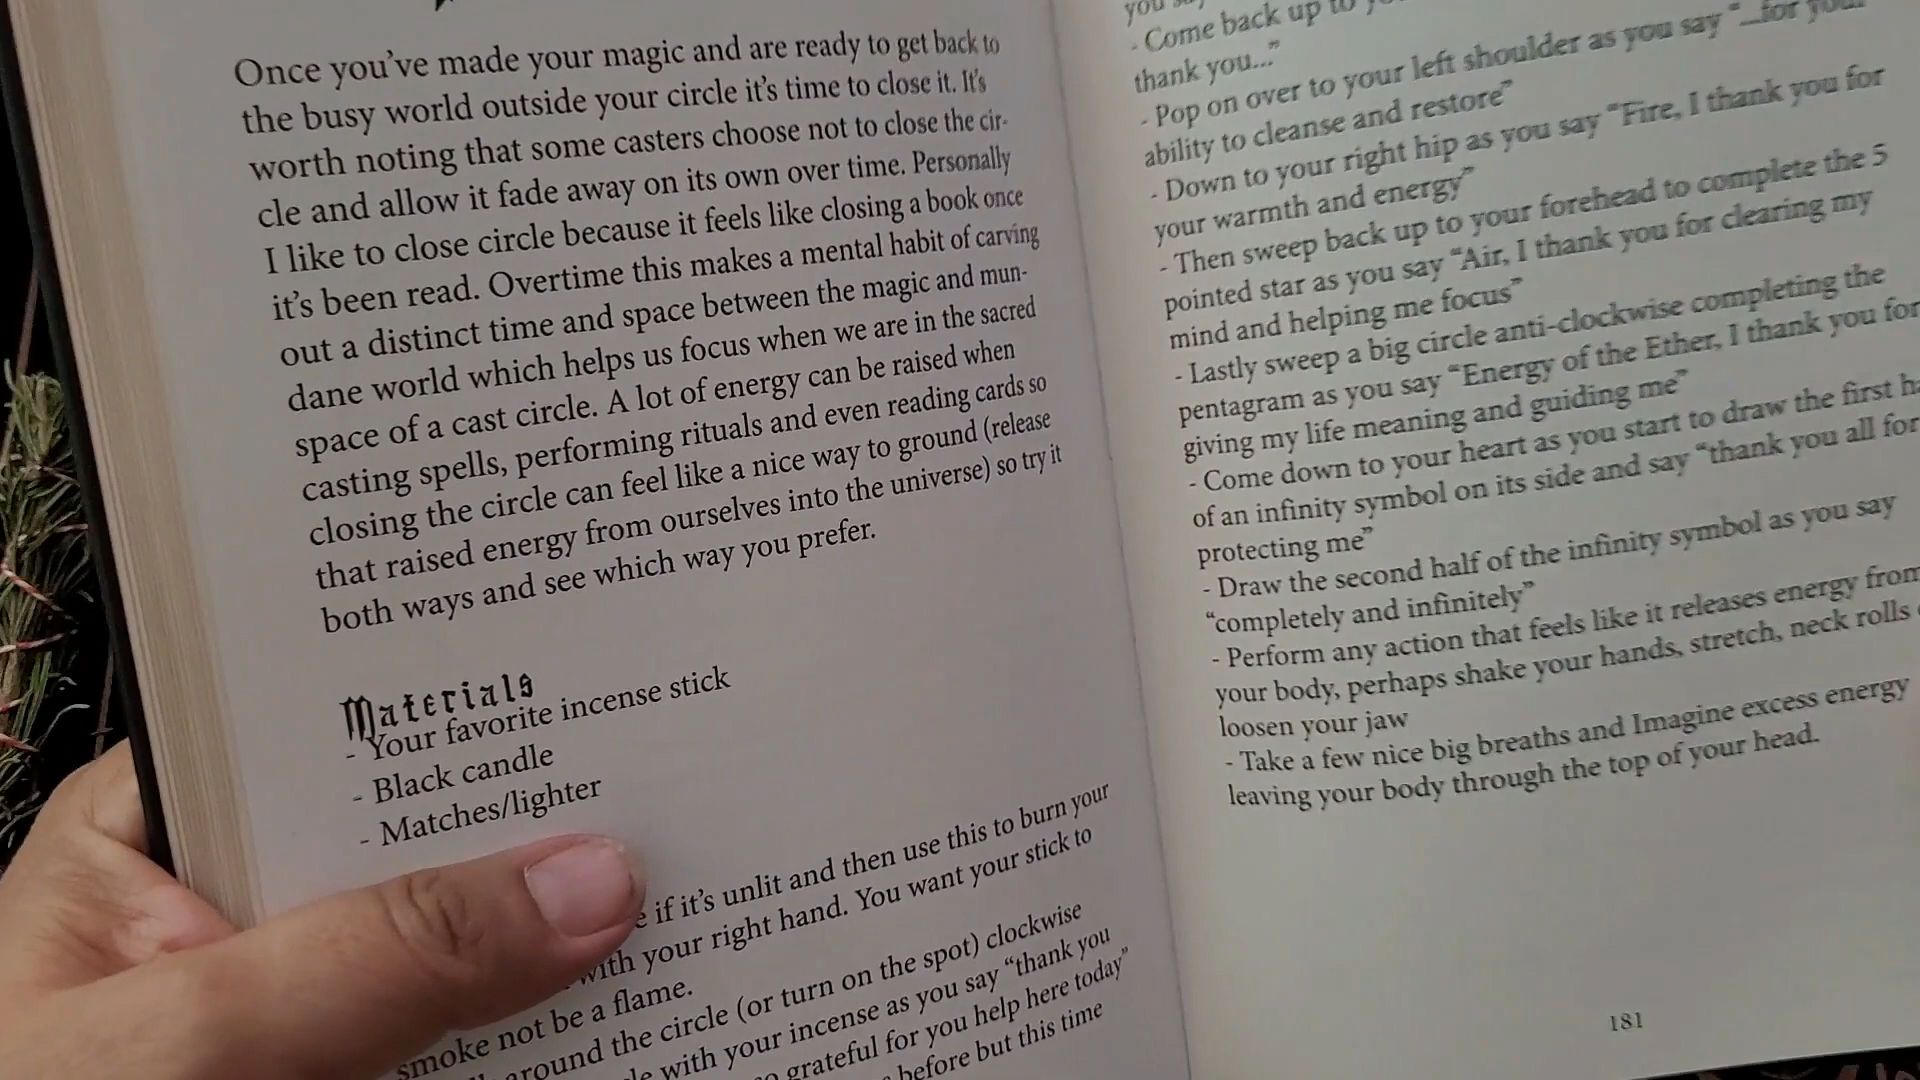 Once you've made your magic and are ready to get back to
the busy world outside your circle it's time to close it. It's
worth noting that some casters choose not to close the cir-
cle and allow it fade away on its own over time. Personally
I like to close circle because it feels like closing a book once
it's been read. Overtime this makes a mental habit of carving
out a distinct time and space between the magic and mun-
dane world which helps us focus when we are in the sacred
space of a cast circle. A lot of energy can be raised when
casting spells, performing rituals and even reading cards so
closing the circle can feel like a nice way to ground (release
that raised energy from ourselves into the universe) so try it
both ways and see which way you prefer.
Materials
- Your favorite incense stick
- Black candle
- Matches/lighter
if it's unlit and then use this to burn your
with your right hand. You want your stick to
smoke not be a flame.
around the circle (or turn on the spot) clockwise
with your incense as you say “thank you
grateful for you help here today”
before but this time
you say
- Come back up to
thank you...”
- Pop on over to your left shoulder as you say “...for your
ability to cleanse and restore”
- Down to your right hip as you say “Fire, I thank you for
your warmth and energy”
- Then sweep back up to your forehead to complete the 5
pointed star as you say “Air, I thank you for clearing my
mind and helping me focus”
- Lastly sweep a big circle anti-clockwise completing the
pentagram as you say “Energy of the Ether, I thank you for
giving my life meaning and guiding me”
- Come down to your heart as you start to draw the first
of an infinity symbol on its side and say “thank you all for
protecting me”
- Draw the second half of the infinity symbol as you say
“completely and infinitely”
- Perform any action that feels like it releases energy from
your body, perhaps shake your hands, stretch, neck rolls
loosen your jaw
- Take a few nice big breaths and Imagine excess energy
leaving your body through the top of your head.
181